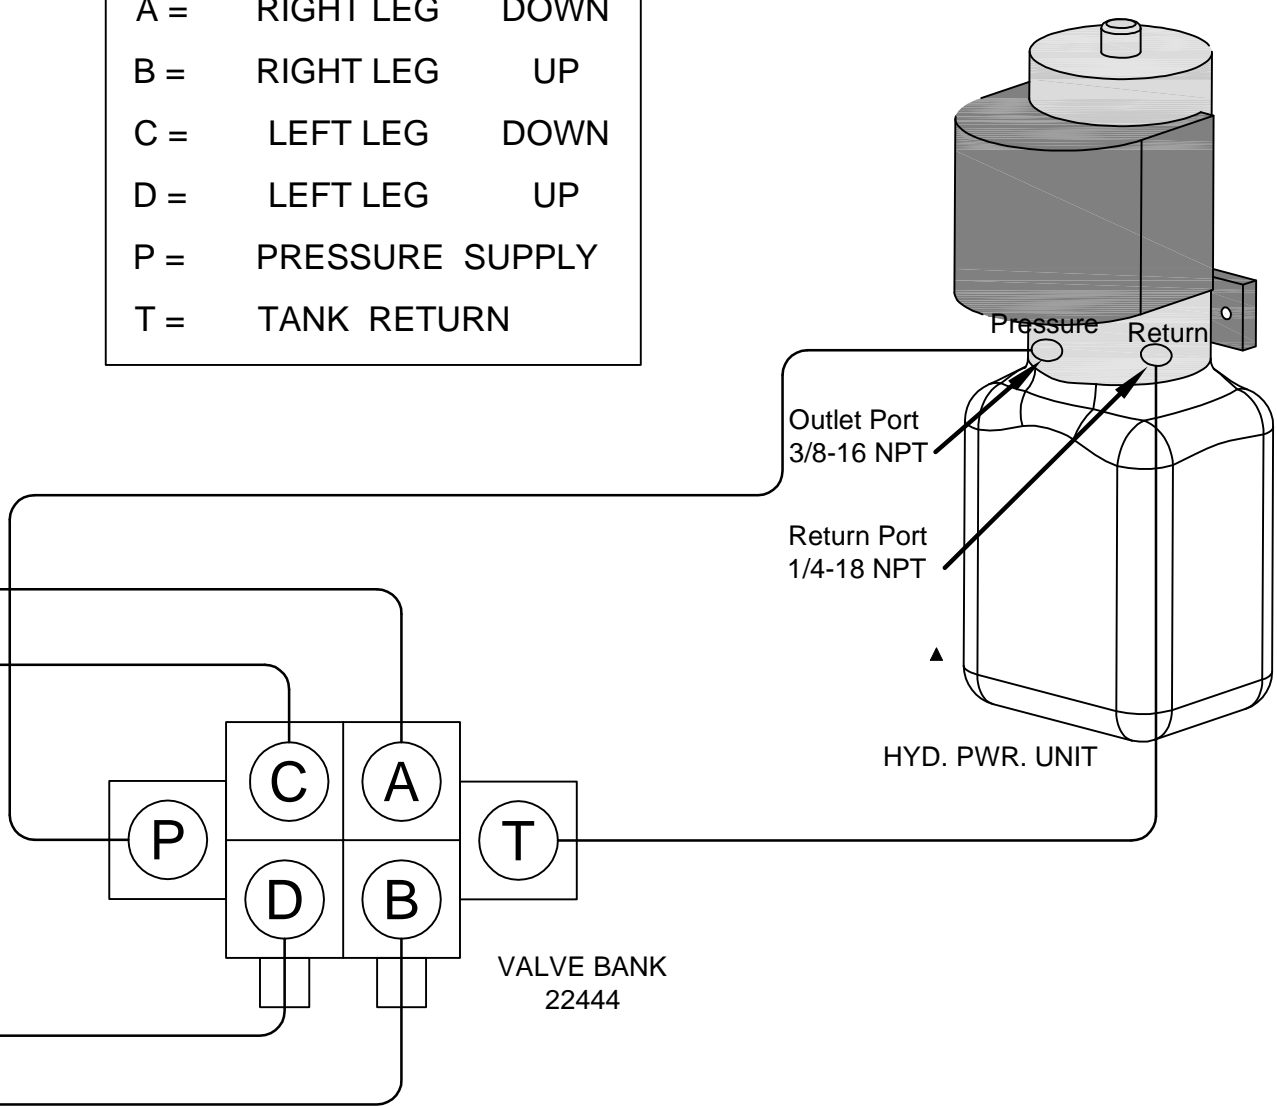 A = RIGHT LEG DOWN
B = RIGHT LEG UP
C = LEFT LEG DOWN
D = LEFT LEG UP
P = PRESSURE SUPPLY
T = TANK RETURN
Pressure
Return
Outlet Port
3/8-16 NPT
Return Port
1/4-18 NPT
HYD. PWR. UNIT
C
A
P
T
D
B
VALVE BANK
22444